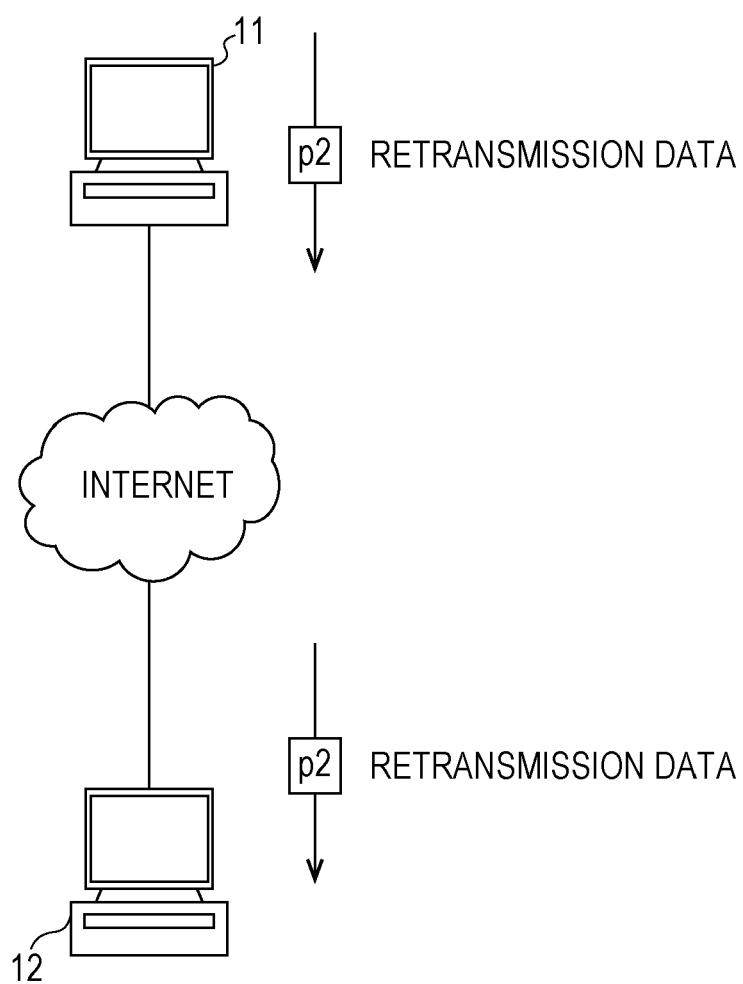 11
p2 RETRANSMISSION DATA
INTERNET
p2 RETRANSMISSION DATA
12